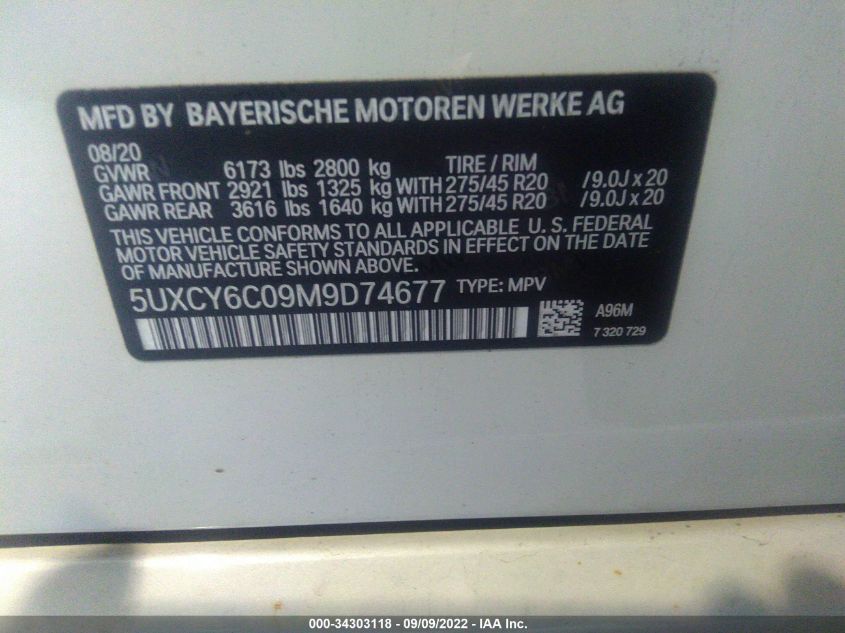 MFD BY BAYERISCHE MOTOREN WERKE AG
08/20
GVWR 6173 lbs 2800 kg TIRE / RIM
GAWR FRONT 2921 lbs 1325 kg WITH 275/45 R20 /9.0J x 20
GAWR REAR 3616 lbs 1640 kg WITH 275/45 R20 /9.0J x 20
THIS VEHICLE CONFORMS TO ALL APPLICABLE U. S. FEDERAL
MOTOR VEHICLE SAFETY STANDARDS IN EFFECT ON THE DATE
OF MANUFACTURE SHOWN ABOVE.
5UXCY6C09M9D74677 TYPE: MPV
A96M
7 320 729
000-34303118 - 09/09/2022 - IAA Inc.